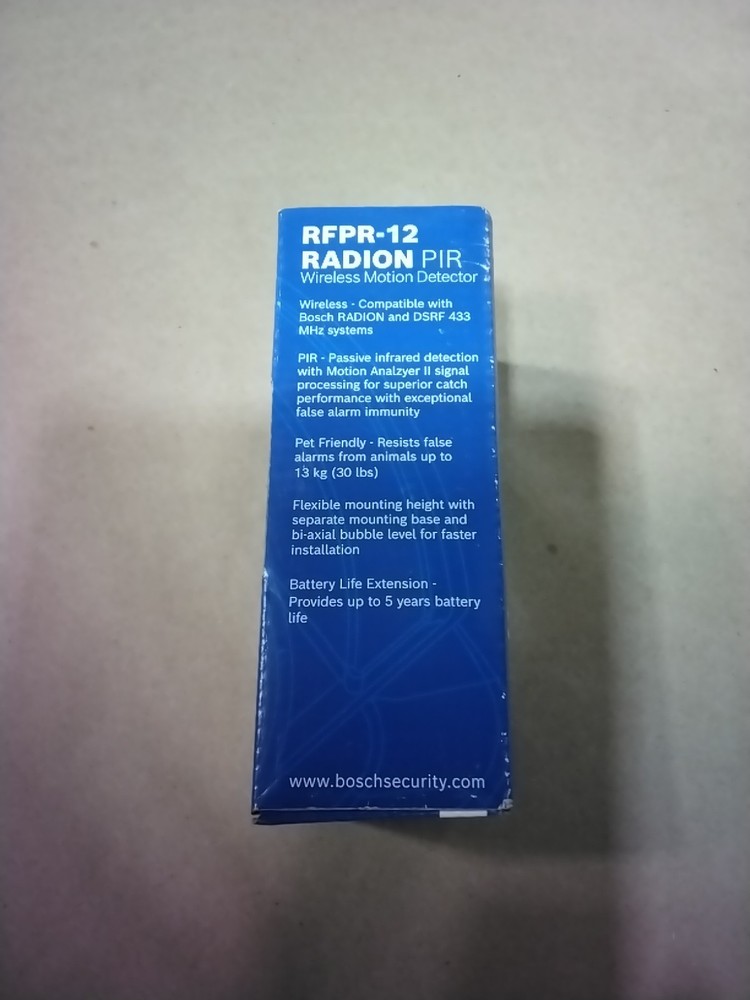 RFPR-12
RADION PIR
Wireless Motion Detector
Wireless - Compatible with
Bosch RADION and DSRF 433
MHz systems
PIR - Passive infrared detection
with Motion Analzyer II signal
processing for superior catch
performance with exceptional
false alarm immunity
Pet Friendly - Resists false
alarms from animals up to
13 kg (30 lbs)
Flexible mounting height with
separate mounting base and
bi-axial bubble level for faster
installation
Battery Life Extension -
Provides up to 5 years battery
life
www.boschsecurity.com